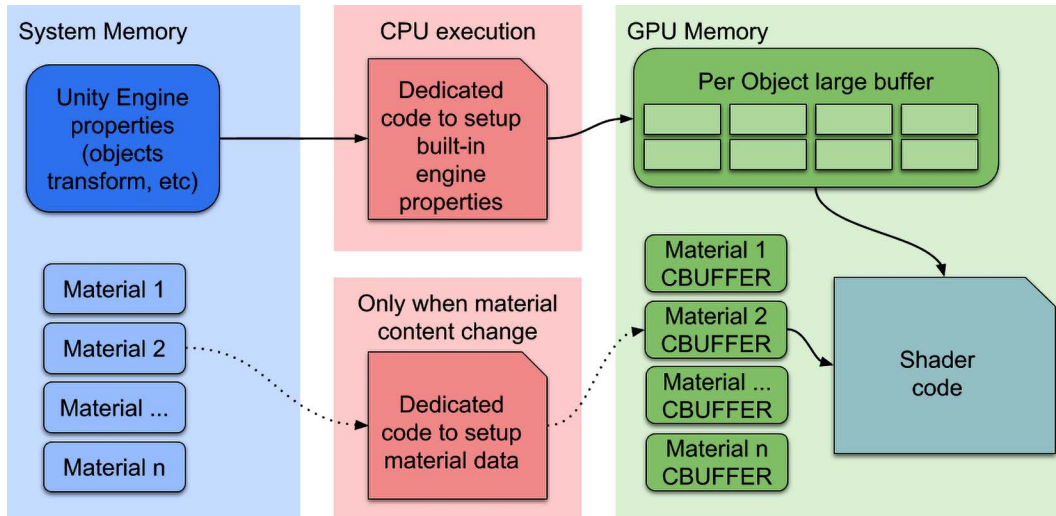 System Memory
Unity Engine
properties
(objects
transform, etc)
Material 1
Material 2
Material ...
Material n
CPU execution
Dedicated
code to setup
built-in
engine
properties
Only when material
content change
Dedicated
code to setup
material data
GPU Memory
Per Object large buffer
Material 1
CBUFFER
Material 2
CBUFFER
Material ...
CBUFFER
Material n
CBUFFER
Shader
code